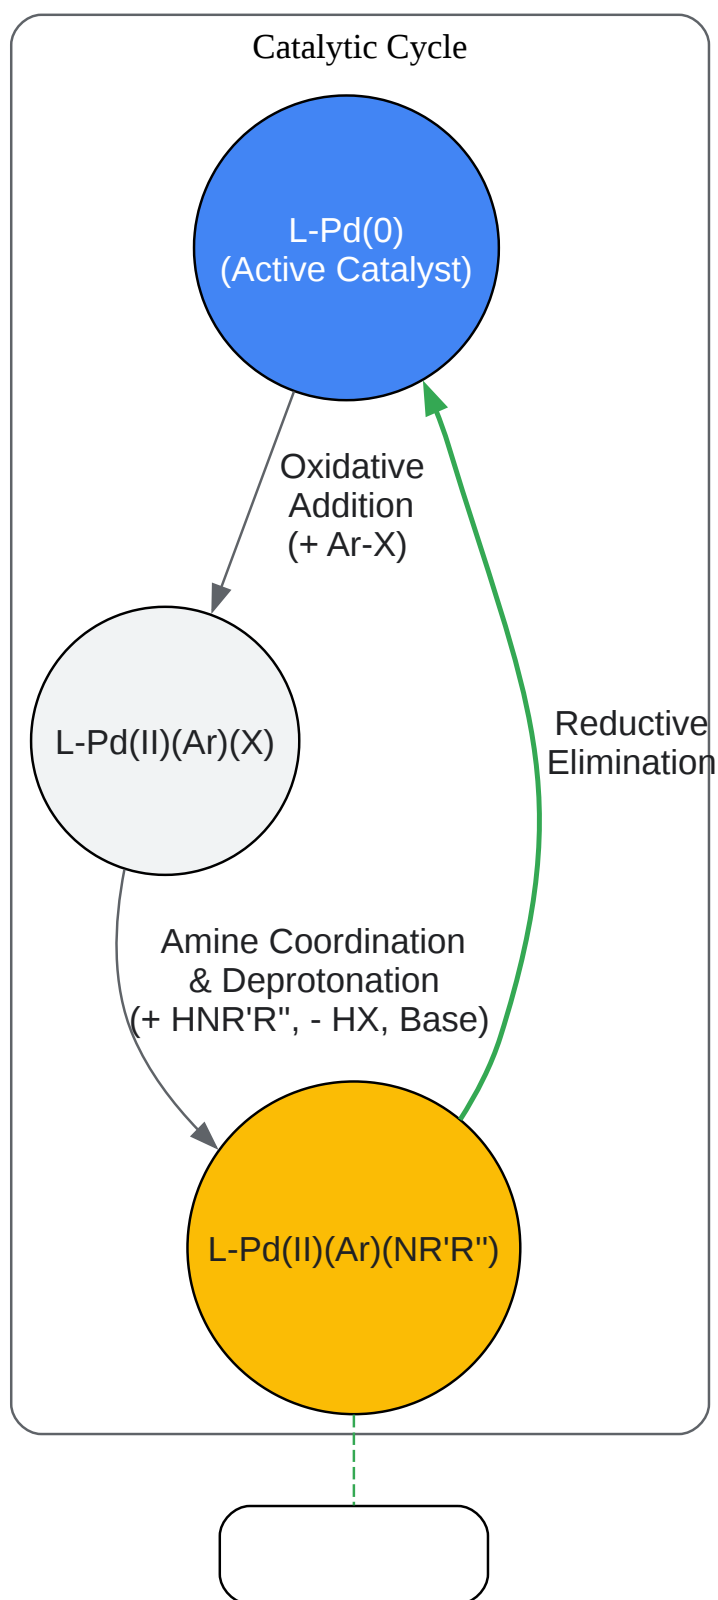 Catalytic Cycle
L-Pd(0)
(Active Catalyst)
Oxidative
Addition
(+ Ar-X)
L-Pd(II)(Ar)(X)
Reductive
Elimination
Amine Coordination
& Deprotonation
(+ HNR'R'', - HX, Base)
L-Pd(II)(Ar)(NR'R'')